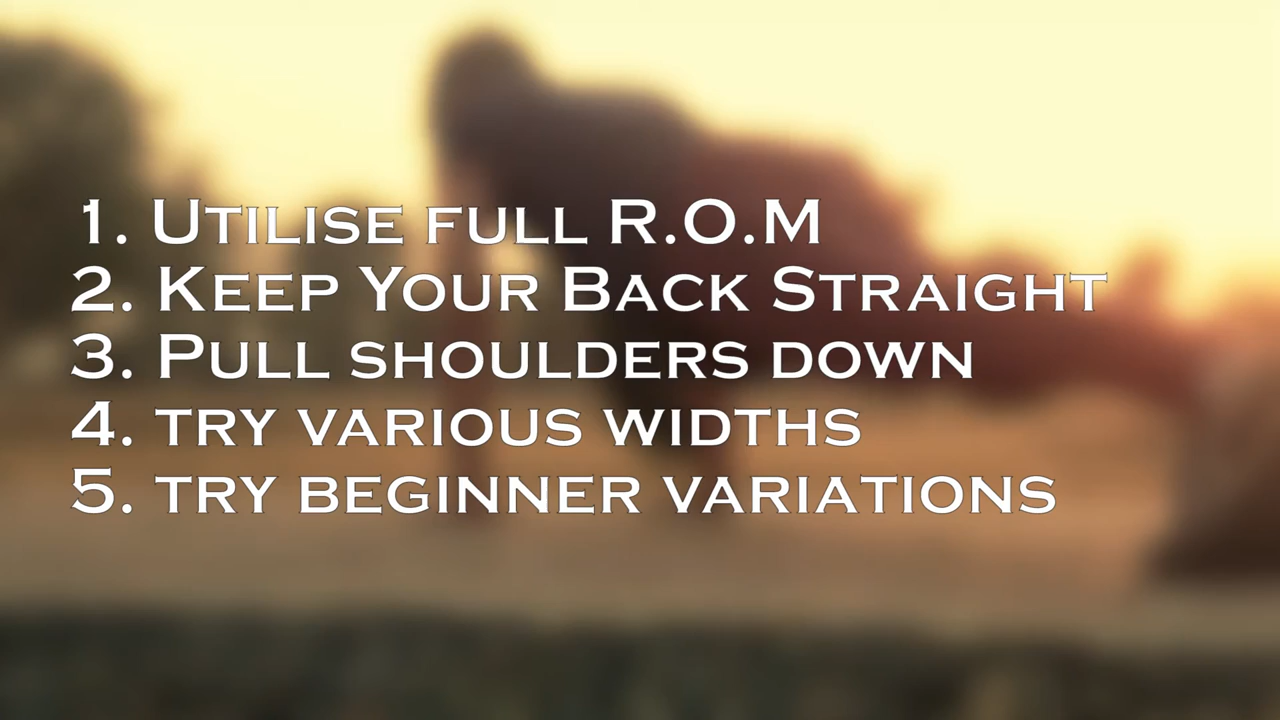 1. Utilise full R.O.M
2. Keep Your Back Straight
3. Pull shoulders down
4. try various widths
5. try beginner variations